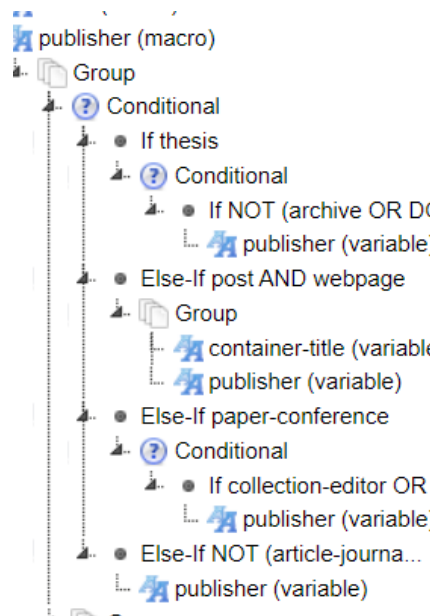 publisher (macro)
Group
Conditional
If thesis
Conditional
If NOT (archive OR DO
publisher (variable)
Else-If post AND webpage
Group
container-title (variable
publisher (variable)
Else-If paper-conference
Conditional
If collection-editor OR
publisher (variable)
Else-If NOT (article-journa...
publisher (variable)